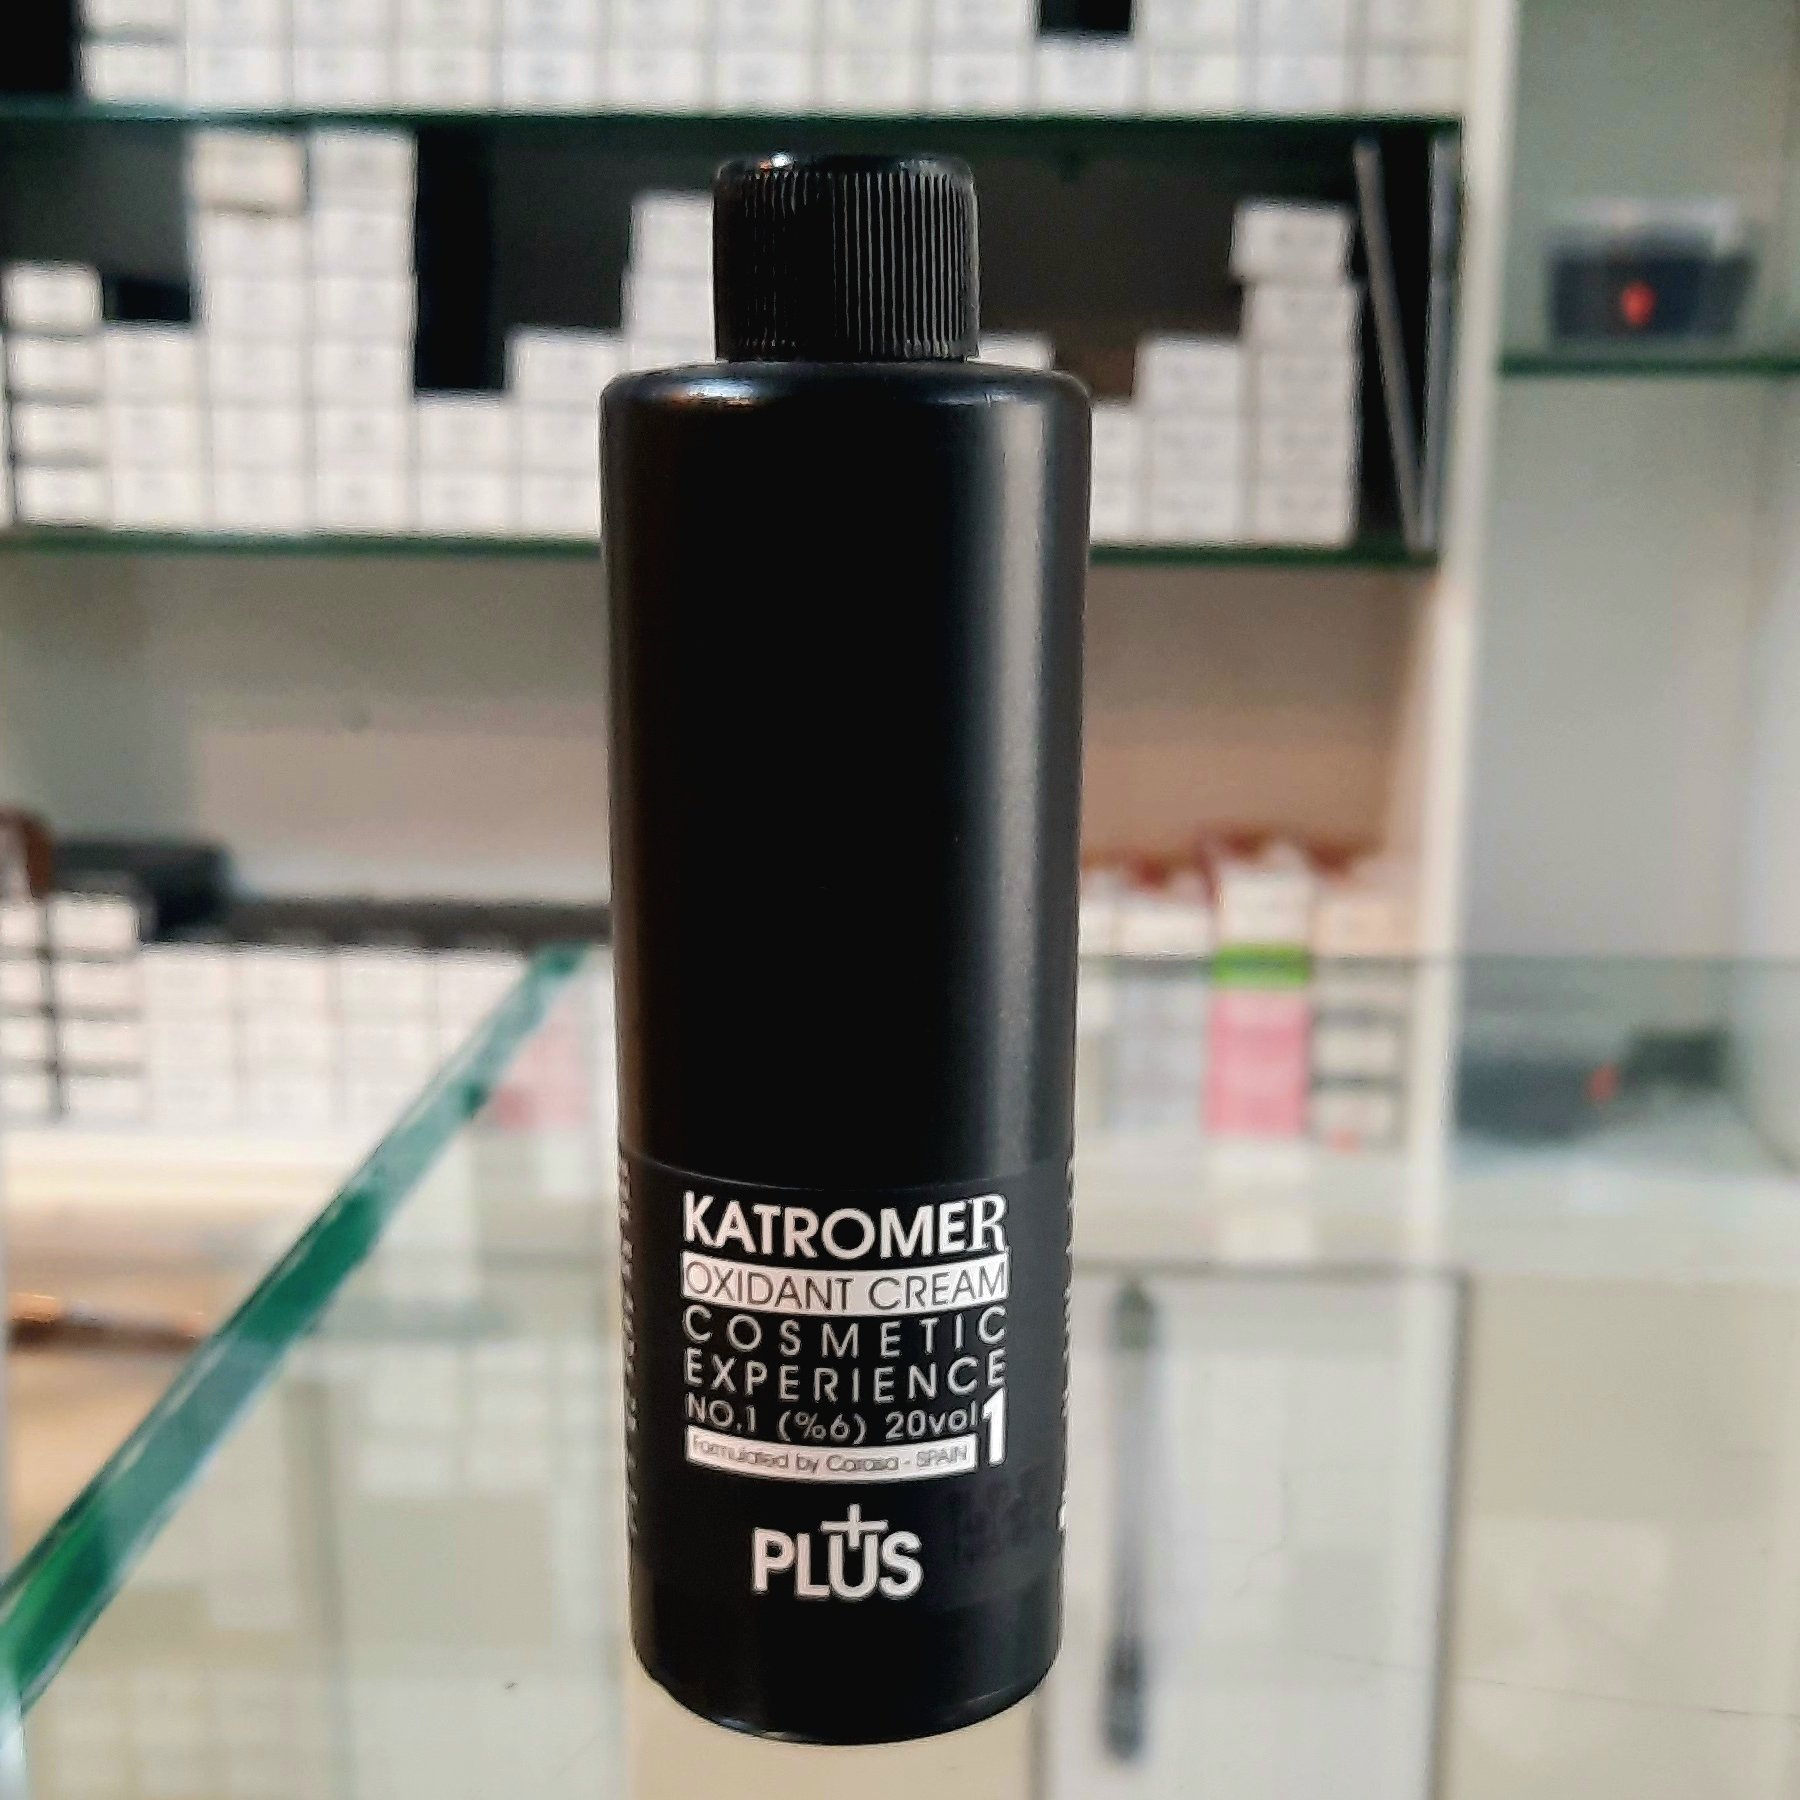 KATROMER
OXIDANT CREAM
COSMETIC
EXPERIENCE
NO.1 (%6) 20vol 1
Formulated by Carasa - SPAIN
PLUS